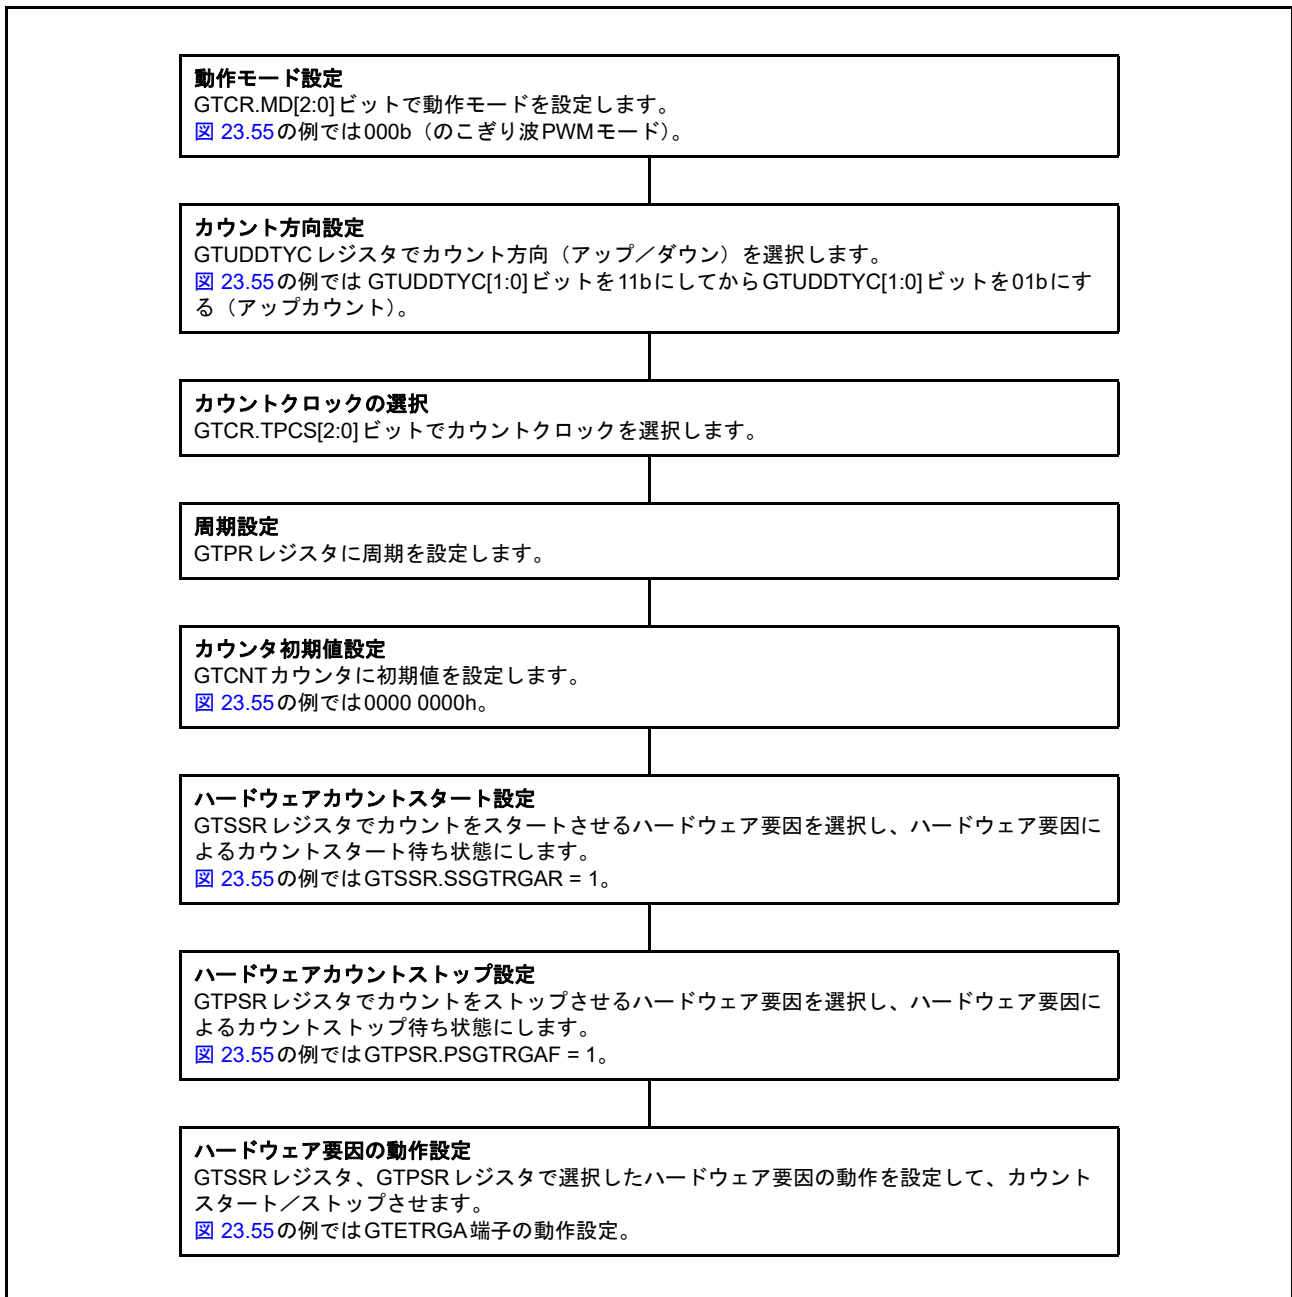 動作モード設定
GTCR.MD[2:0]ビットで動作モードを設定します。
図 23.55の例では000b（のこぎり波PWMモード）。
カウント方向設定
GTUDDTYCレジスタでカウント方向（アップ／ダウン）を選択します。
図 23.55の例では GTUDDTYC[1:0]ビットを11bにしてからGTUDDTYC[1:0]ビットを01bにす
る（アップカウント）。
カウントクロックの選択
GTCR.TPCS[2:0]ビットでカウントクロックを選択します。
周期設定
GTPRレジスタに周期を設定します。
カウンタ初期値設定
GTCNTカウンタに初期値を設定します。
図 23.55の例では0000 0000h。
ハードウェアカウントスタート設定
GTSSRレジスタでカウントをスタートさせるハードウェア要因を選択し、ハードウェア要因に
よるカウントスタート待ち状態にします。
図 23.55の例ではGTSSR.SSGTRGAR = 1。
ハードウェアカウントストップ設定
GTPSRレジスタでカウントをストップさせるハードウェア要因を選択し、ハードウェア要因に
よるカウントストップ待ち状態にします。
図 23.55の例ではGTPSR.PSGTRGAF = 1。
ハードウェア要因の動作設定
GTSSRレジスタ、GTPSRレジスタで選択したハードウェア要因の動作を設定して、カウント
スタート／ストップさせます。
図 23.55の例ではGTETRGA端子の動作設定。